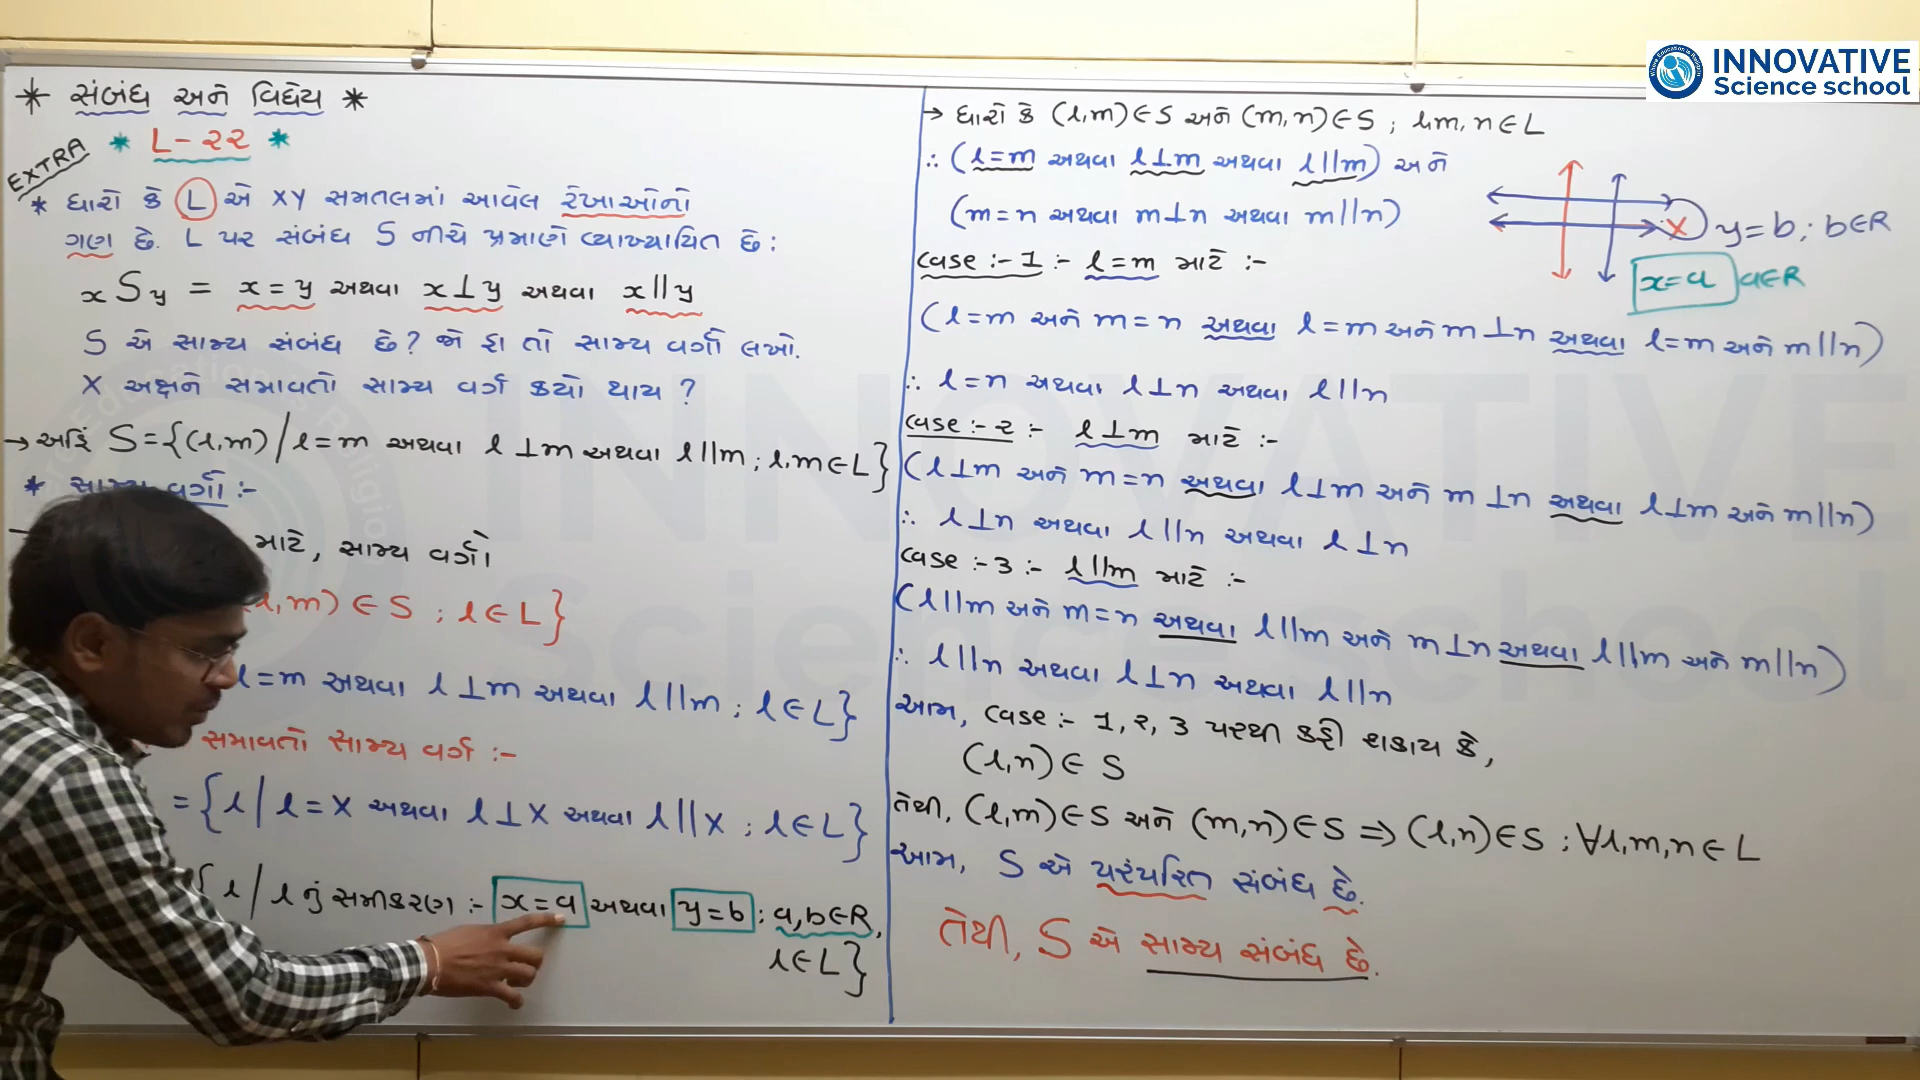 * સંબંધ અને વિધેય *
* L-૨૨ *
EXTRA
* ધારો કે L એ XY સમતલમાં આવેલ રેખાઓનો
ગણ છે. L પર સંબંધ S નીચે પ્રમાણે વ્યાખ્યાયિત છે:
xSy = x=y અથવા x⊥y અથવા x||y
S એ સામ્ય સંબંધ છે? જો હા તો સામ્ય વર્ગો લખો.
X અક્ષને સમાવતો સામ્ય વર્ગ કયો થાય ?
→ અહિં S={(l,m)/l=m અથવા l⊥m અથવા l||m; l,m∈L}
* સામ્ય વર્ગો :-
માટે, સામ્ય વર્ગો
l,m) ∈ S ; l∈L}
l=m અથવા l⊥m અથવા l||m; l∈L}
સમાવતો સામ્ય વર્ગ :-
={l/l=X અથવા l⊥X અથવા l||X ; l∈L}
{l/l નું સમીકરણ :- x=a અથવા y=b ; a,b∈R,
l∈L}
→ ધારો કે (l,m)∈S અને (m,n)∈S ; l,m,n∈L
∴ (l=m અથવા l⊥m અથવા l||m) અને
(m=n અથવા m⊥n અથવા m||n)
case :- 1 :- l=m માટે :-
(l=m અને m=n અથવા l=m અને m⊥n અથવા l=m અને m||n)
∴ l=n અથવા l⊥n અથવા l||n
case :- ૨ :- l⊥m માટે :-
(l⊥m અને m=n અથવા l⊥m અને m⊥n અથવા l⊥m અને m||n)
∴ l⊥n અથવા l||n અથવા l⊥n
case :- 3 :- l||m માટે :-
(l||m અને m=n અથવા l||m અને m⊥n અથવા l||m અને m||n)
∴ l||n અથવા l⊥n અથવા l||n
આમ, case :- 1, ૨, 3 પરથી કહી શકાય કે,
(l,n)∈ S
તેથી, (l,m)∈S અને (m,n)∈S ⇒ (l,n)∈S ; ∀l,m,n∈L
આમ, S એ પરંપરિત સંબંધ છે.
તેથી, S એ સામ્ય સંબંધ છે.
X y=b; b∈R
x=a a∈R
INNOVATIVE
Science school
INNOVATIVE
Science school